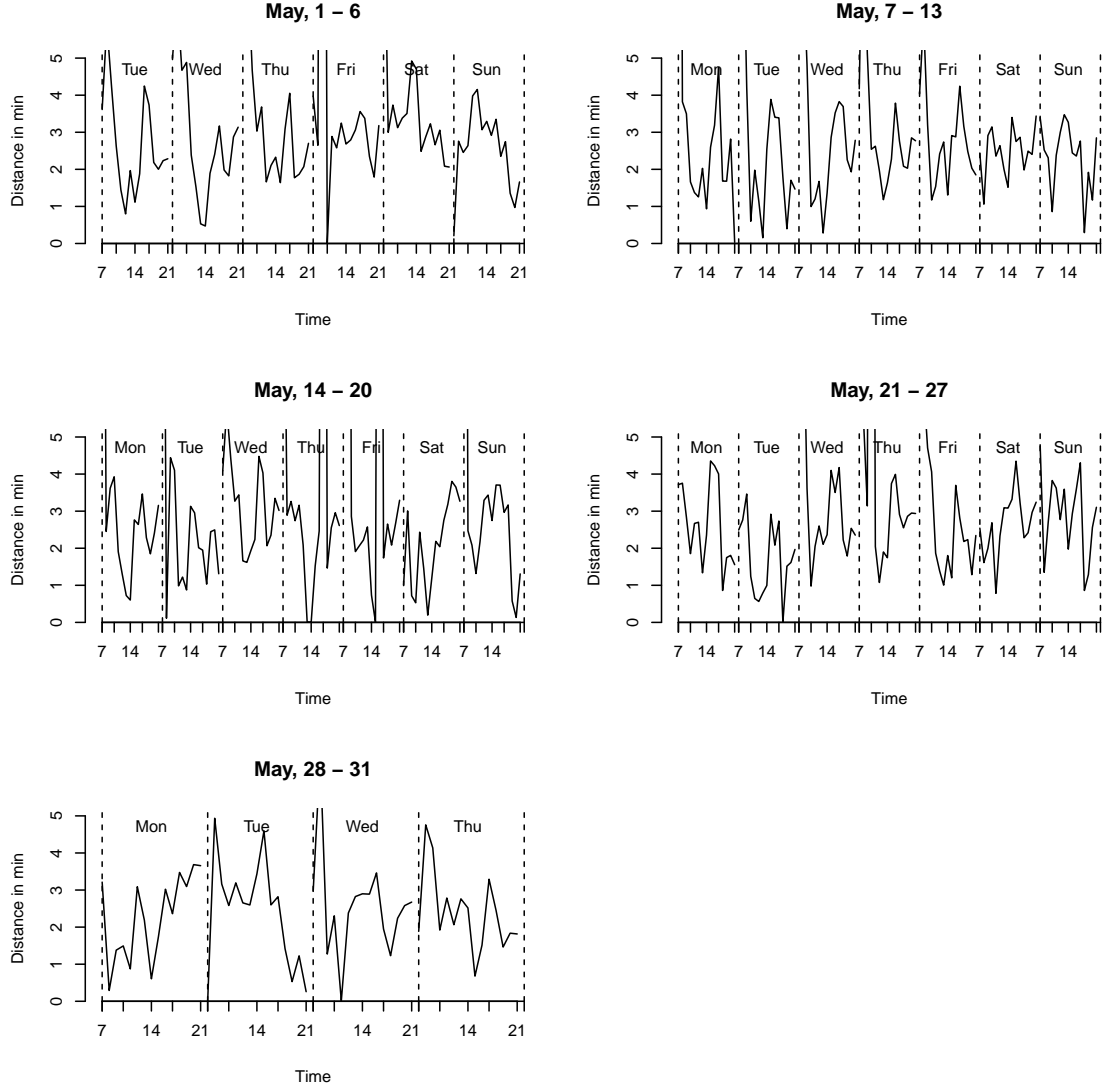 May, 1 – 6
Distance in min
5
4
3
2
1
0
Tue Wed Thu Fri Sat Sun
7 14 21 14 21 14 21
Time
May, 7 – 13
Distance in min
5
4
3
2
1
0
Mon Tue Wed Thu Fri Sat Sun
7 14 7 14 7 14 7 14 7 14 7 14 7 14
Time
May, 14 – 20
Distance in min
5
4
3
2
1
0
Mon Tue Wed Thu Fri Sat Sun
7 14 7 14 7 14 7 14 7 14 7 14 7 14
Time
May, 21 – 27
Distance in min
5
4
3
2
1
0
Mon Tue Wed Thu Fri Sat Sun
7 14 7 14 7 14 7 14 7 14 7 14 7 14
Time
May, 28 – 31
Distance in min
5
4
3
2
1
0
Mon Tue Wed Thu
7 14 21 14 21 14 21 14 21
Time